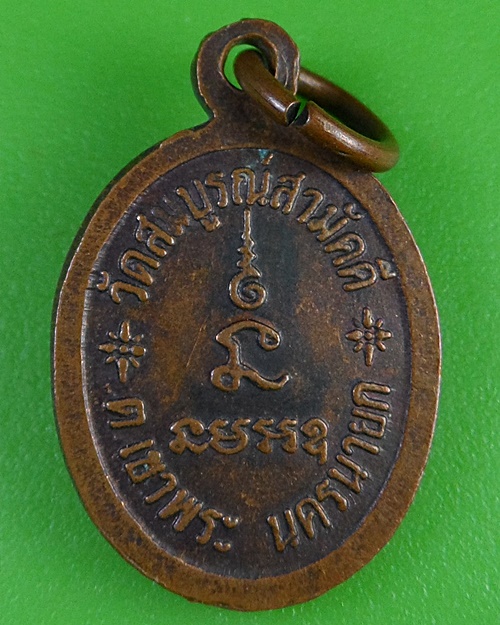 วัดสมบูรณ์สามัคคี
ต เขาพระ นครนายก